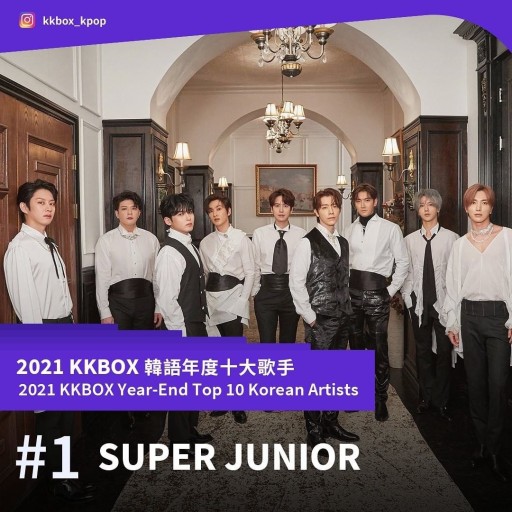 kkbox_kpop
2021 KKBOX 韓語年度十大歌手
2021 KKBOX Year-End Top 10 Korean Artists
#1 SUPER JUNIOR